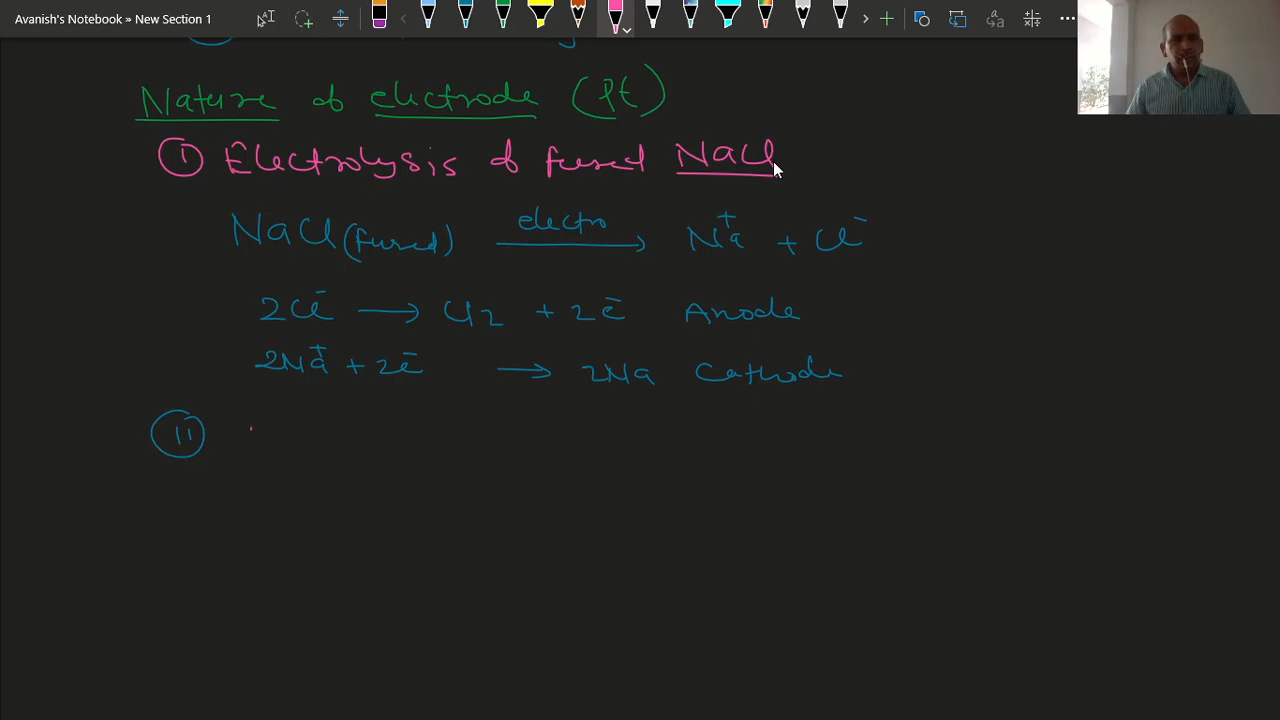 Avanish's Notebook » New Section 1
Nature of electrode (Pt)
① Electrolysis of fused NaCl
NaCl (fused) electro → Na⁺ + Cl⁻
2Cl⁻ → Cl2 + 2e⁻ Anode
2Na⁺ + 2e⁻ → 2Na Cathode
⑪